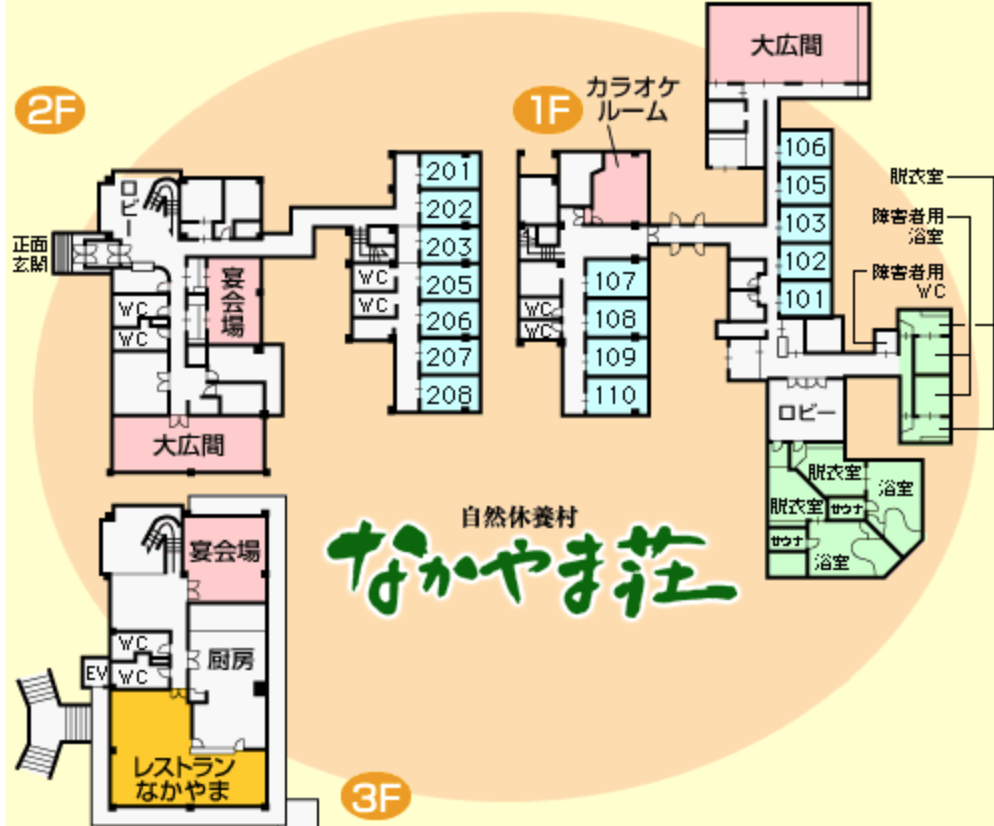 2F
ロビー
正面
玄関
宴会場
WC
WC
大広間
201
202
203
205
206
207
208
WC
WC
1F
カラオケ
ルーム
大広間
106
105
103
102
101
107
108
109
110
WC
WC
脱衣室
障害者用
浴室
障害者用
WC
ロビー
脱衣室
浴室
脱衣室
サウナ
サウナ
浴室
自然休養村
なかやま荘
宴会場
厨房
WC
WC
EV
レストラン
なかやま
3F